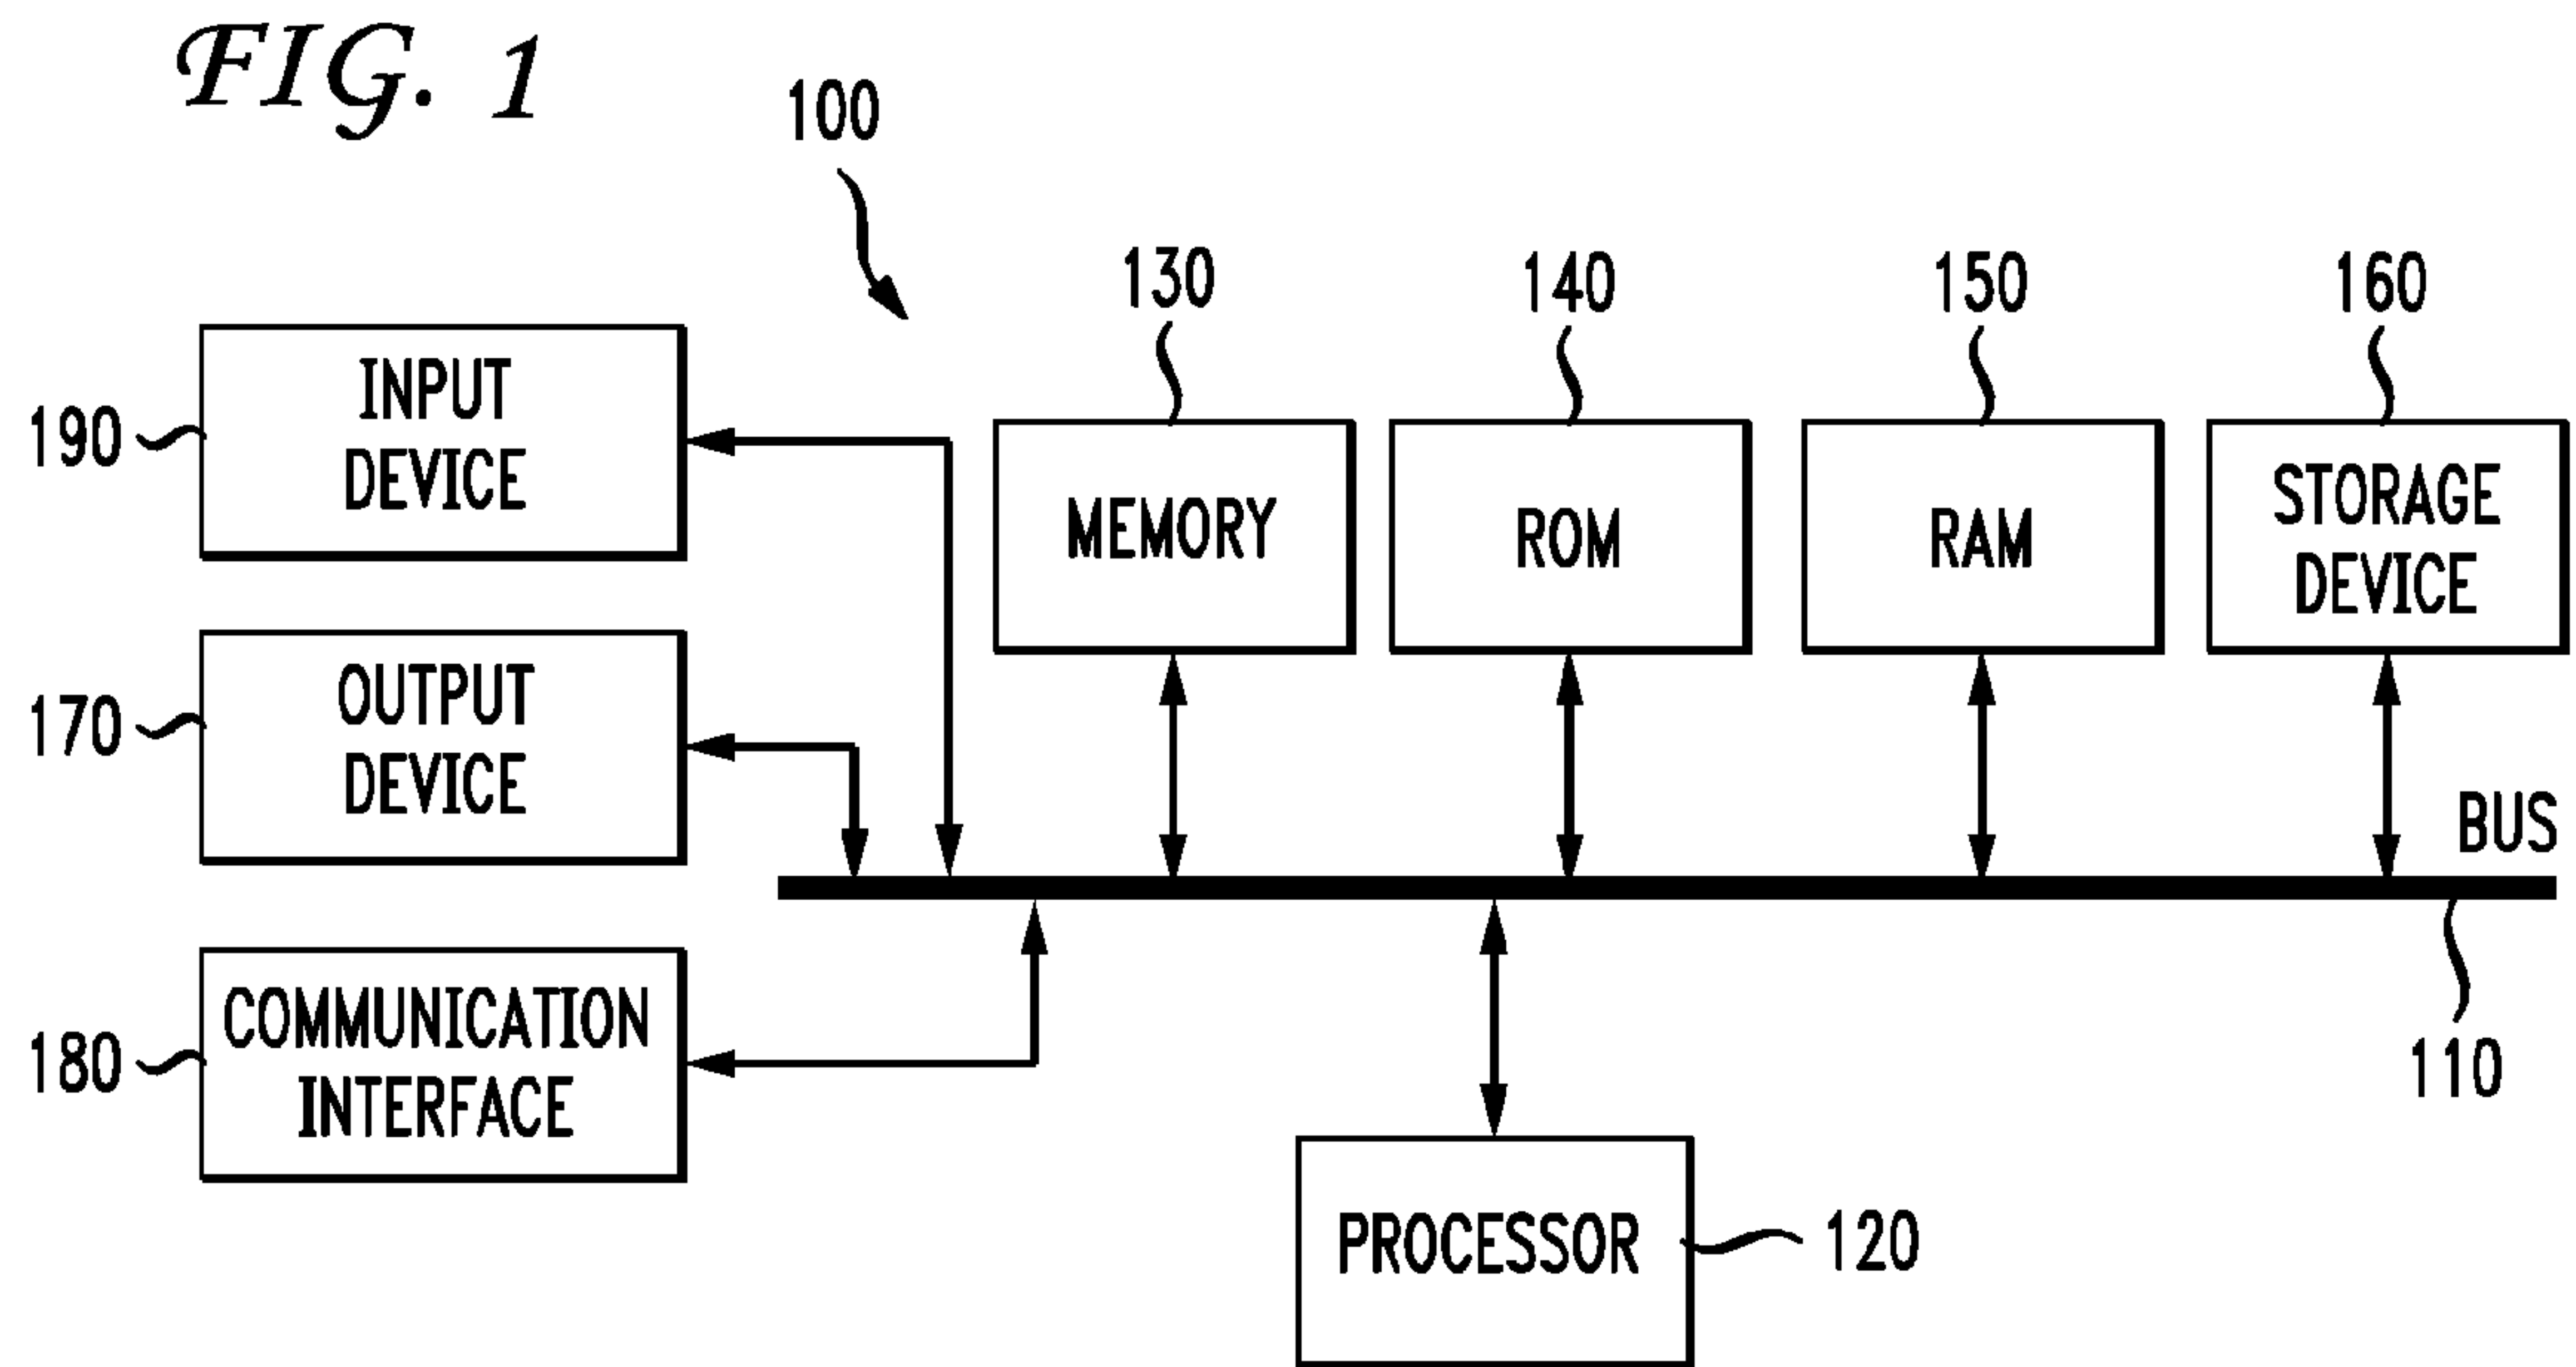 FIG. 1
100
130
140
150
160
190
INPUT
DEVICE
MEMORY
ROM
RAM
STORAGE
DEVICE
170
OUTPUT
DEVICE
BUS
180
COMMUNICATION
INTERFACE
110
PROCESSOR
120